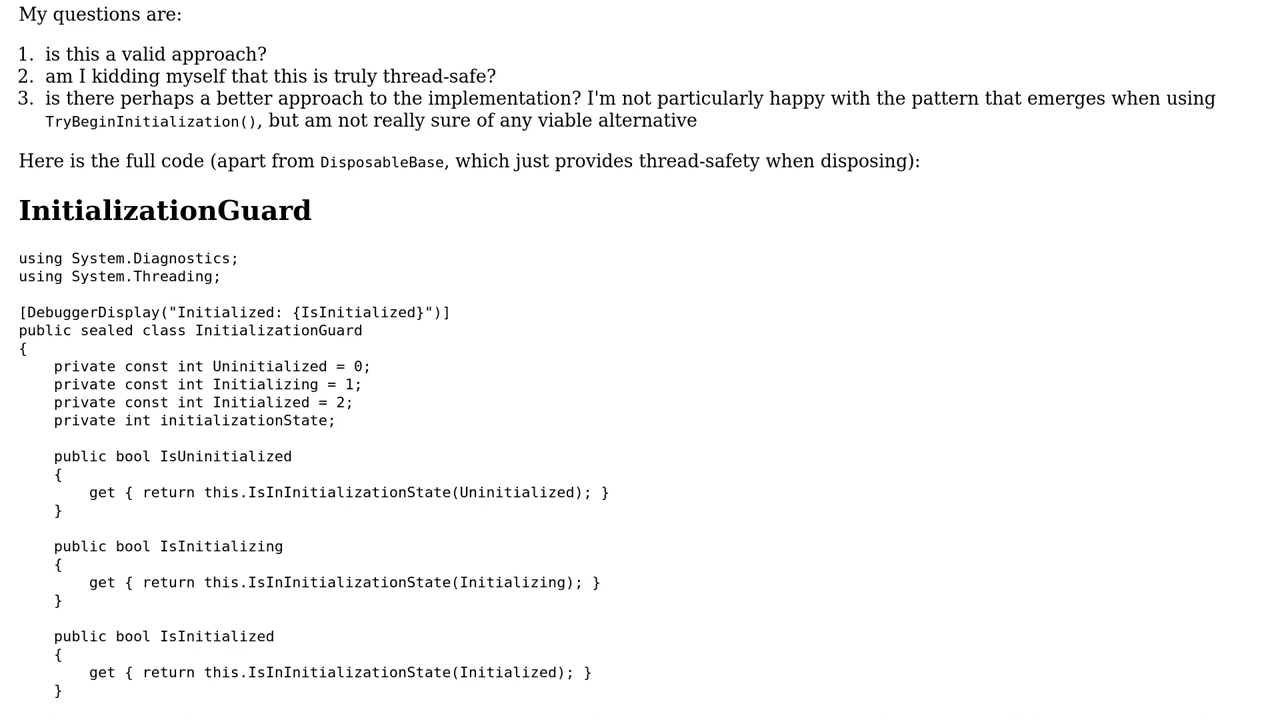 My questions are:
1. is this a valid approach?
2. am I kidding myself that this is truly thread-safe?
3. is there perhaps a better approach to the implementation? I'm not particularly happy with the pattern that emerges when using
TryBeginInitialization(), but am not really sure of any viable alternative
Here is the full code (apart from DisposableBase, which just provides thread-safety when disposing):
InitializationGuard
using System.Diagnostics;
using System.Threading;
[DebuggerDisplay("Initialized: {IsInitialized}")]
public sealed class InitializationGuard
{
    private const int Uninitialized = 0;
    private const int Initializing = 1;
    private const int Initialized = 2;
    private int initializationState;
    public bool IsUninitialized
    {
        get { return this.IsInInitializationState(Uninitialized); }
    }
    public bool IsInitializing
    {
        get { return this.IsInInitializationState(Initializing); }
    }
    public bool IsInitialized
    {
        get { return this.IsInInitializationState(Initialized); }
    }